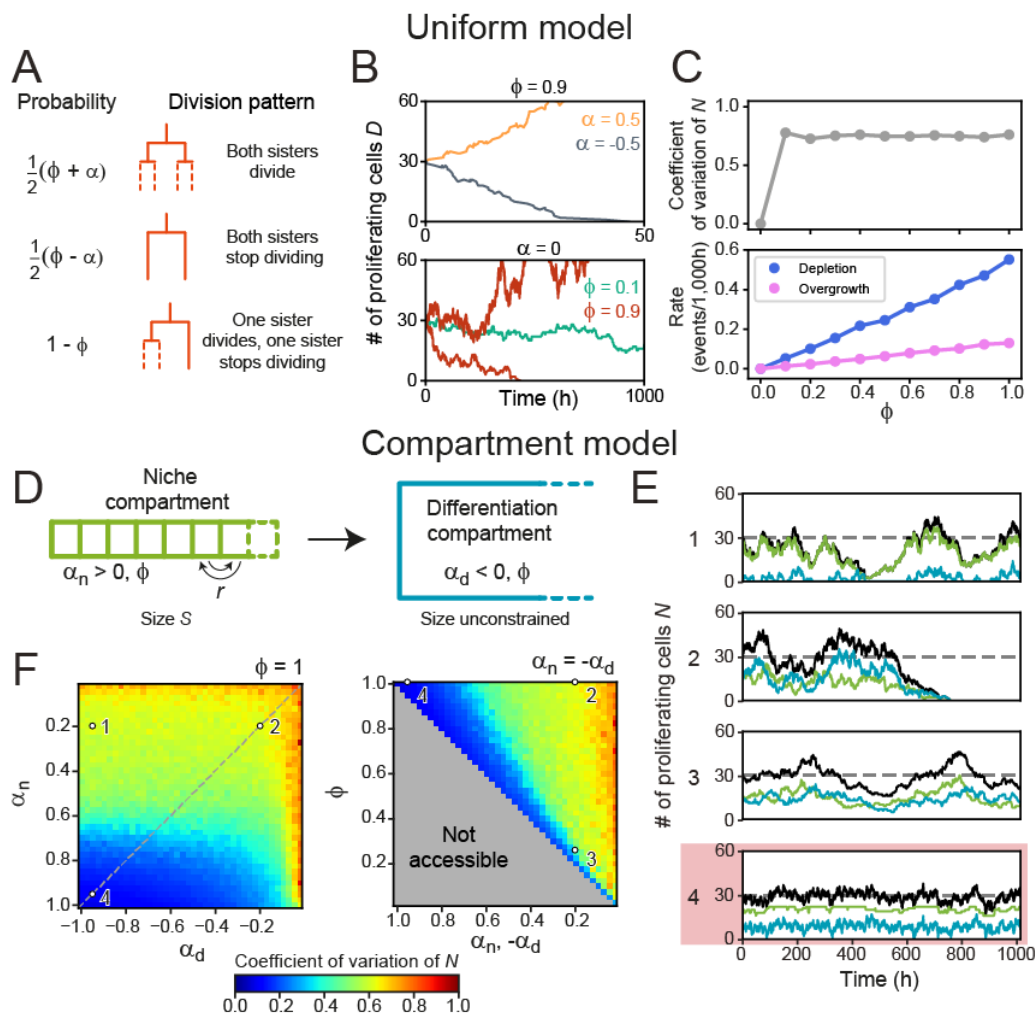 Uniform model
A
Probability
Division pattern
½(ϕ + α)
Both sisters
divide
½(ϕ - α)
Both sisters
stop dividing
1 - ϕ
One sister
divides, one sister
stops dividing
B
ϕ = 0.9
60
30
0
α = 0.5
α = -0.5
0
50
α = 0
60
30
0
ϕ = 0.1
ϕ = 0.9
0
1000
Time (h)
# of proliferating cells D
C
1.0
0.5
0.0
Coefficient
of variation of N
0.6
0.4
0.2
0.0
Rate
(events/1,000h)
Depletion
Overgrowth
0.0 0.2 0.4 0.6 0.8 1.0
ϕ
Compartment model
D
Niche
compartment
αn > 0, ϕ
r
Size S
Differentiation
compartment
αd < 0, ϕ
Size unconstrained
E
1
60
30
0
2
60
30
0
3
60
30
0
4
60
30
0
0 200 400 600 800 1000
Time (h)
# of proliferating cells N
F
ϕ = 1
1
2
4
0.2
0.4
0.6
0.8
1.0
αn
−1.0 −0.8 −0.6 −0.4 −0.2
αd
αn = -αd
4
2
3
Not
accessible
1.0
0.8
0.6
0.4
0.2
ϕ
1.0 0.8 0.6 0.4 0.2
αn, -αd
Coefficient of variation of N
0.0 0.2 0.4 0.6 0.8 1.0